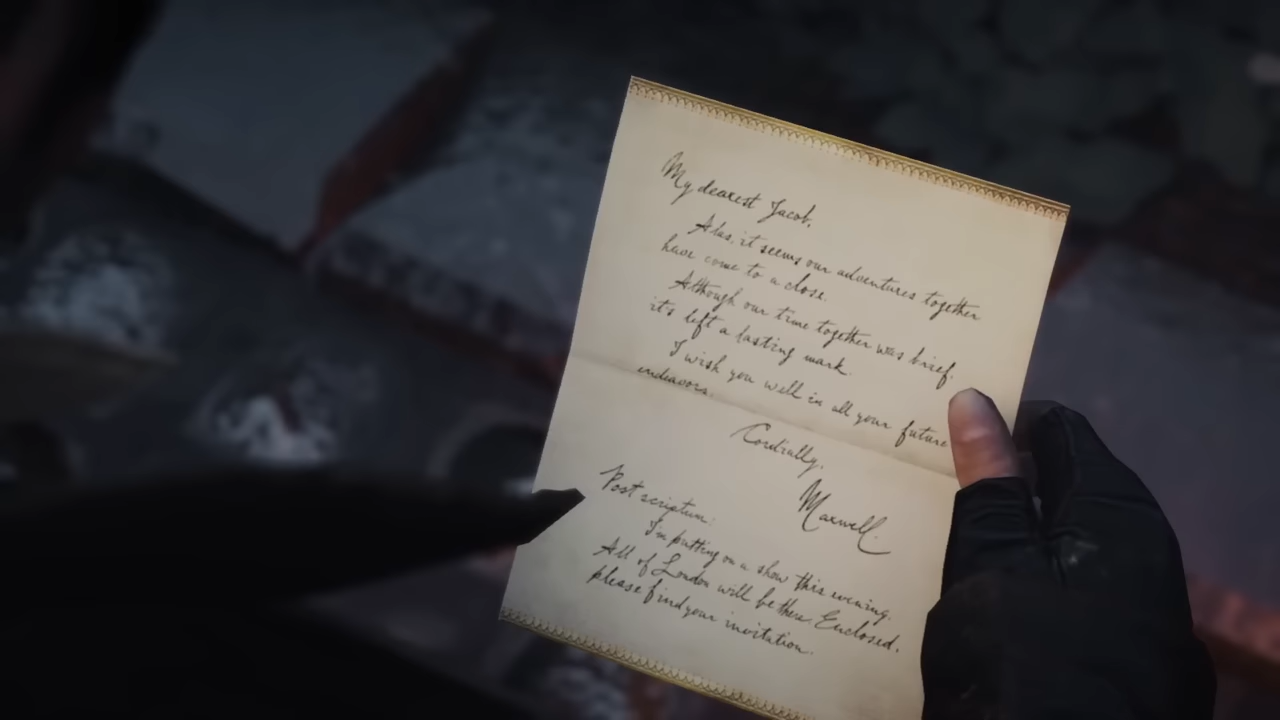 My dearest Jacob,
Alas, it seems our adventures together
have come to a close.
Although our time together was brief,
it's left a lasting mark.
I wish you well in all your future
endeavors.
Cordially,
Maxwell.
Post scriptum:
I'm putting on a show this evening.
All of London will be there. Enclosed,
please find your invitation.